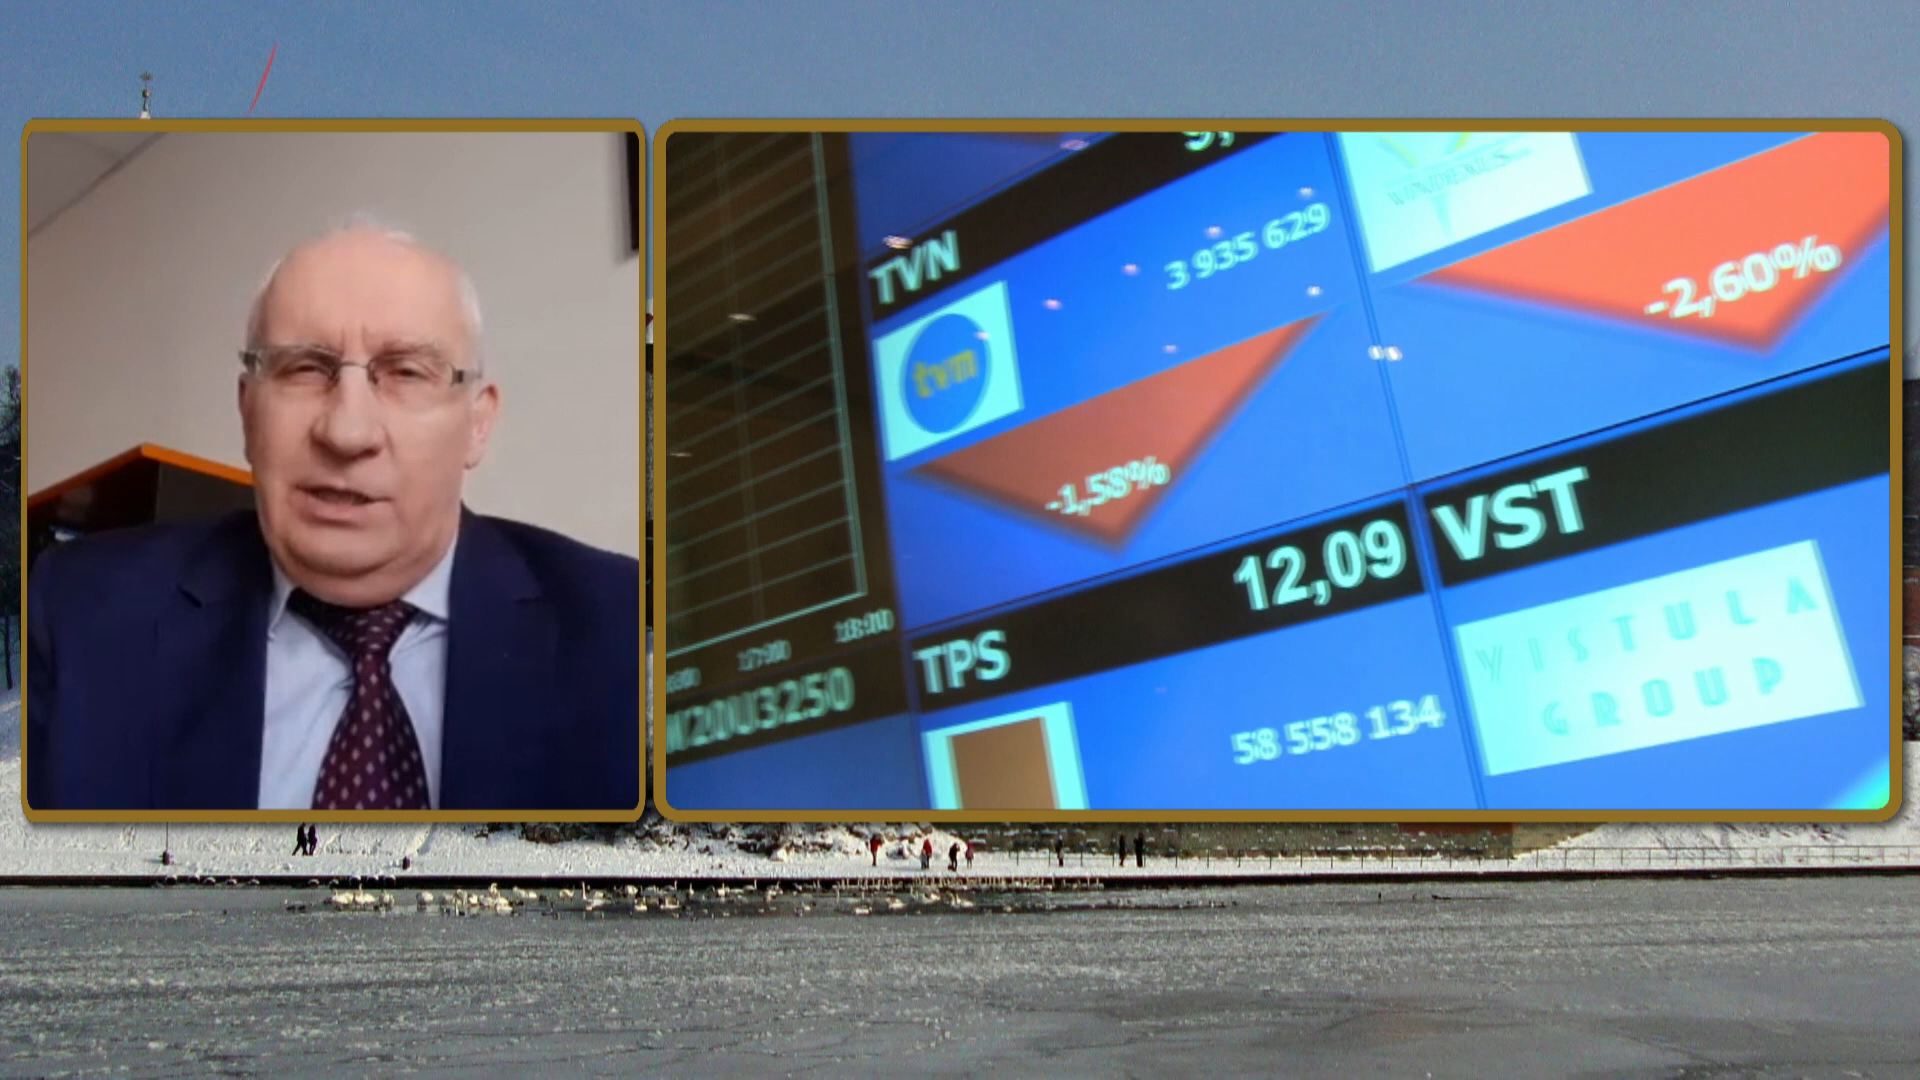 TVN
3 935 629
tvn
-1,58%
-2,60%
12,09
VST
TPS
58 558 134
VISTULA
GROUP
17:00
18:00
W20U3250